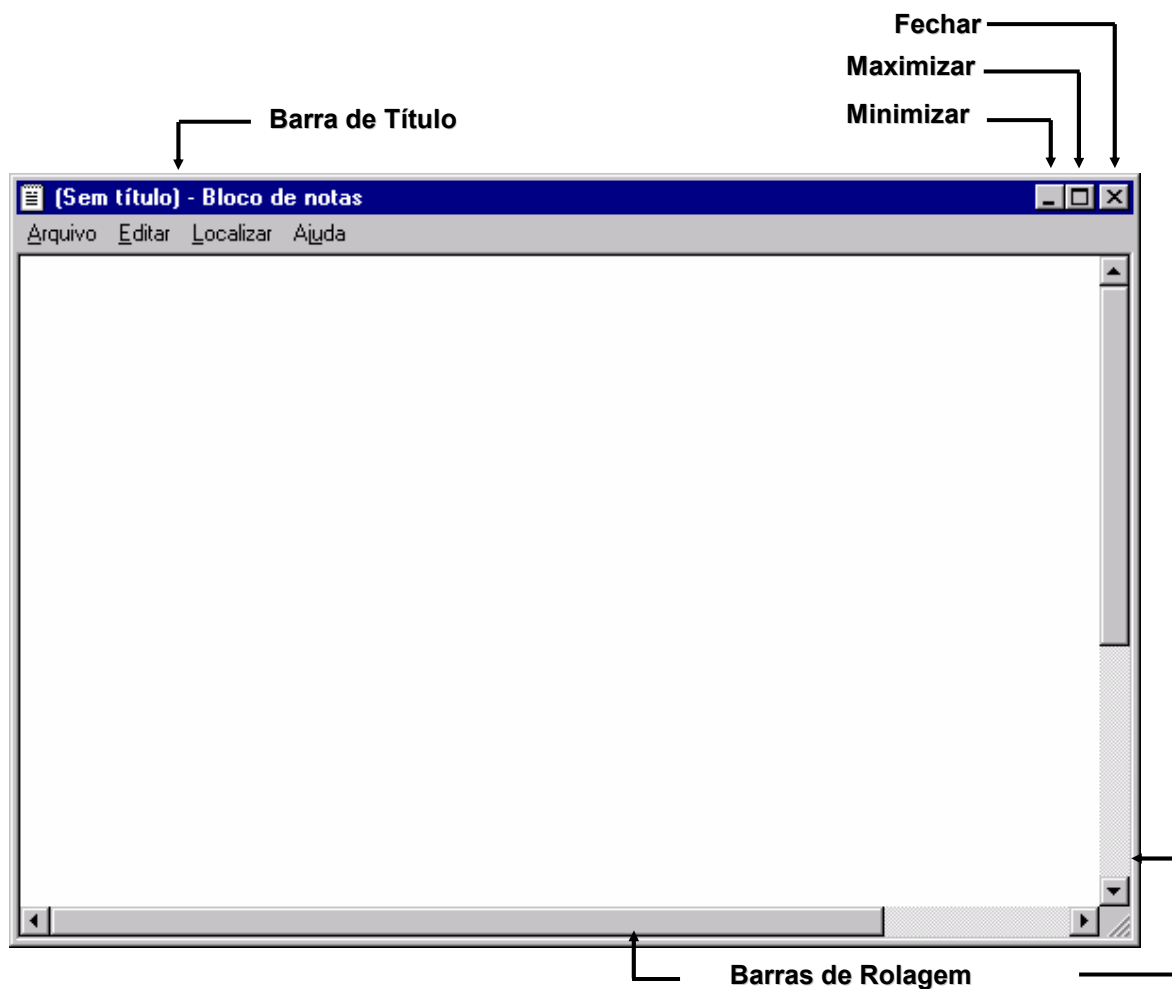 Fechar
Maximizar
Minimizar
Barra de Título
(Sem título) - Bloco de notas
Arquivo Editar Localizar Ajuda
Barras de Rolagem